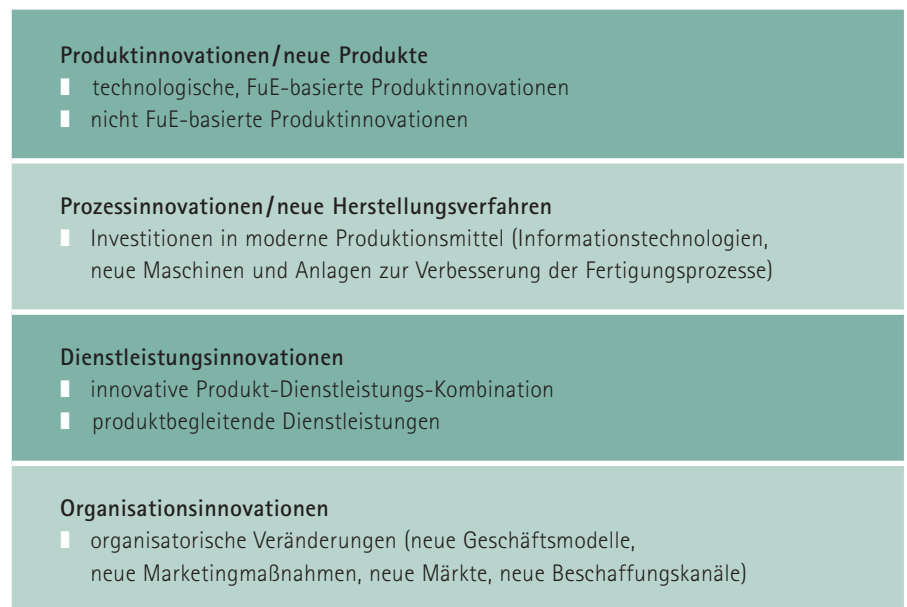 Produktinnovationen/neue Produkte
technologische, FuE-basierte Produktinnovationen
nicht FuE-basierte Produktinnovationen
Prozessinnovationen/neue Herstellungsverfahren
Investitionen in moderne Produktionsmittel (Informationstechnologien,
neue Maschinen und Anlagen zur Verbesserung der Fertigungsprozesse)
Dienstleistungsinnovationen
innovative Produkt-Dienstleistungs-Kombination
produktbegleitende Dienstleistungen
Organisationsinnovationen
organisatorische Veränderungen (neue Geschäftsmodelle,
neue Marketingmaßnahmen, neue Märkte, neue Beschaffungskanäle)